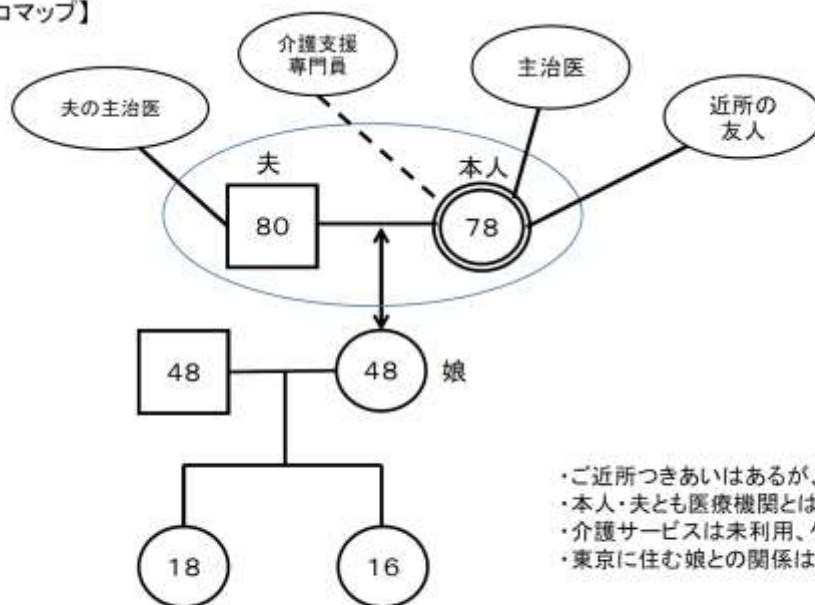 コマップ】
介護支援
専門員
主治医
夫の主治医
近所の
友人
夫
本人
80
78
48
48
娘
18
16
・ご近所つきあいはあるが、
・本人・夫とも医療機関とは
・介護サービスは未利用、
・東京に住む娘との関係は